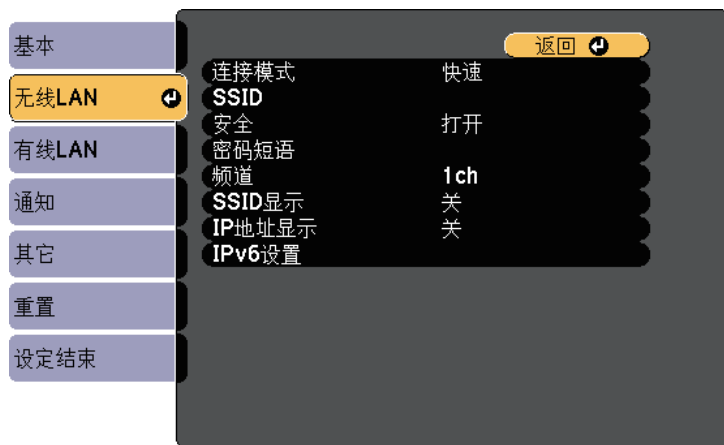 基本
无线LAN
有线LAN
通知
其它
重置
设定结束
返回
连接模式 快速
SSID
安全 打开
密码短语
频道 1ch
SSID显示 关
IP地址显示 关
IPv6设置